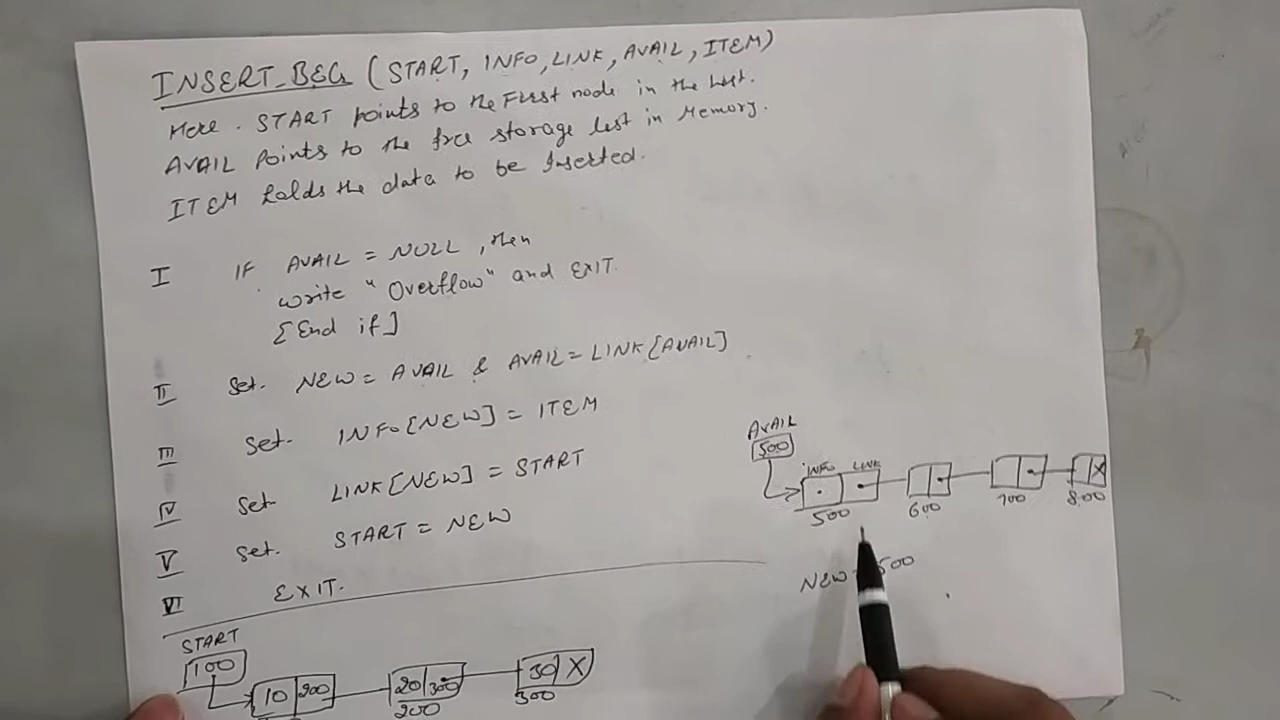 INSERT_BEG (START, INFO, LINK, AVAIL, ITEM)
Here. START points to the First node in the List.
AVAIL Points to the free storage list in Memory.
ITEM holds the data to be Inserted.
I IF AVAIL = NULL, then
write "Overflow" and EXIT.
[End if]
II Set. NEW = AVAIL & AVAIL = LINK[AVAIL]
III Set. INFO[NEW] = ITEM
IV Set LINK[NEW] = START
V Set. START = NEW
VI EXIT.
AVAIL
500
INFO LINK
X
500 600 700 800
NEW 500
START
100
10 200 20 300 30 X
200 300